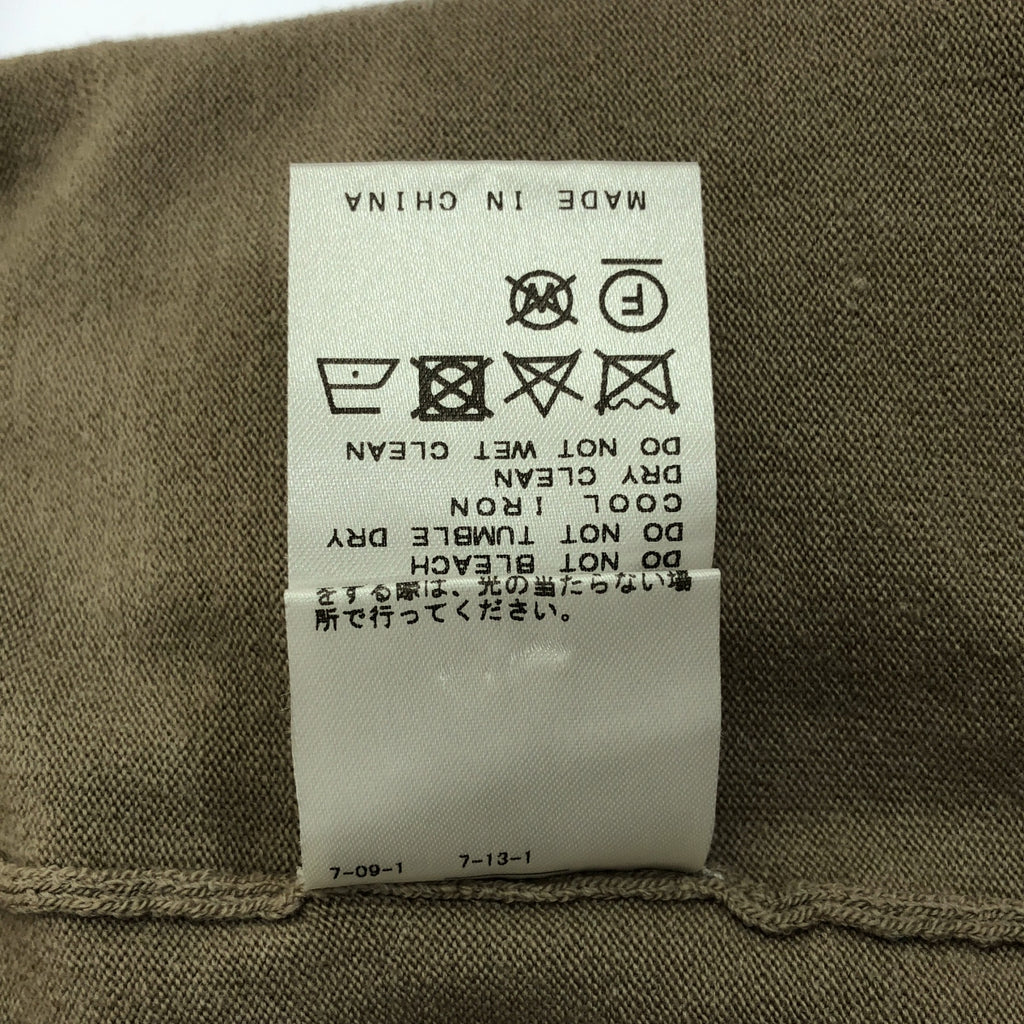 MADE IN CHINA
F W
DO NOT WET CLEAN
DRY CLEAN
COOL IRON
DO NOT TUMBLE DRY
DO NOT BLEACH
をする際は、光の当たらない場
所で行ってください。
7-09-1 7-13-1